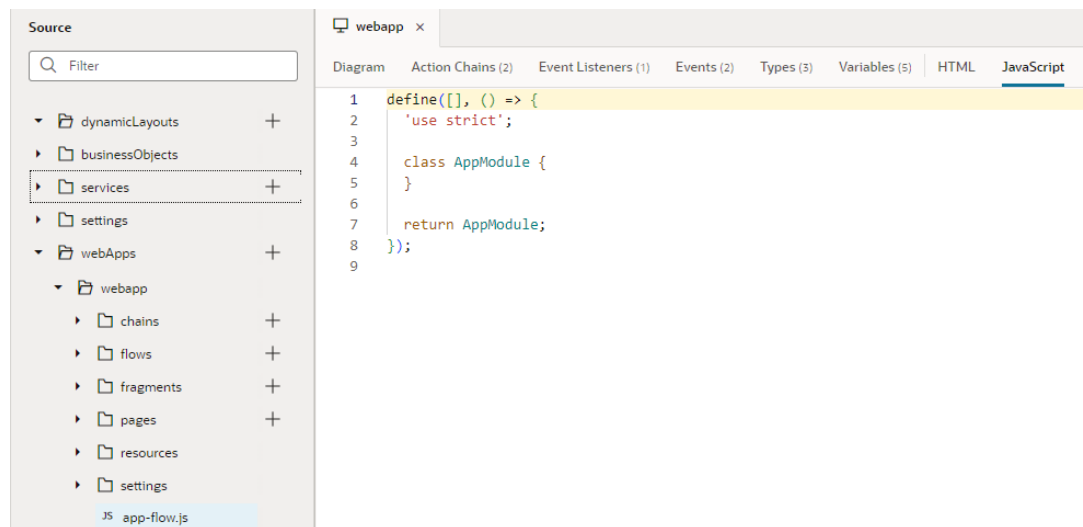 Source
Filter
dynamicLayouts
businessObjects
services
settings
webApps
webapp
chains
flows
fragments
pages
resources
settings
JS app-flow.js
webapp ×
Diagram Action Chains (2) Event Listeners (1) Events (2) Types (3) Variables (5) HTML JavaScript
1 define([], () => {
2 'use strict';
3
4 class AppModule {
5 }
6
7 return AppModule;
8 });
9